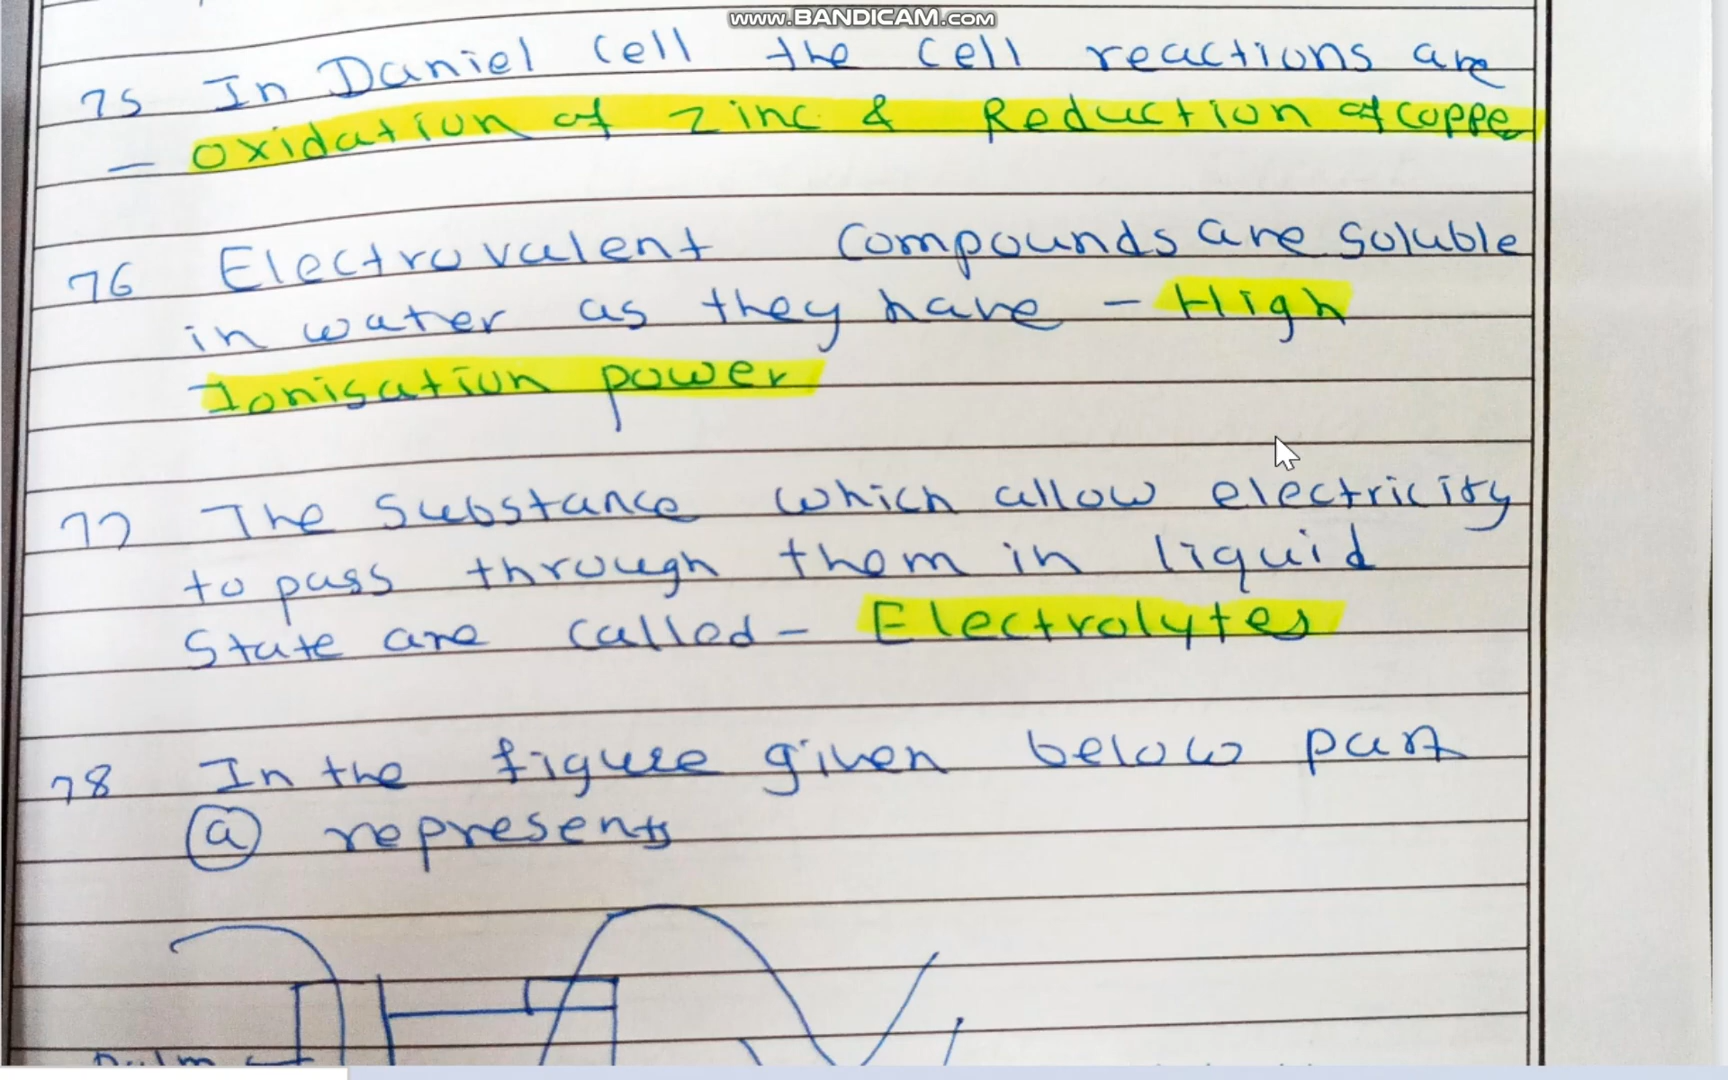 WWW.BANDICAM.COM
75 In Daniel cell the cell reactions are
- oxidation of zinc & Reduction of coppe
76 Electrovalent compounds are soluble
in water as they have - High
Ionisation power
77 The substance which allow electricity
to pass through them in liquid
State are called - Electrolytes
78 In the figure given below part
(a) represents